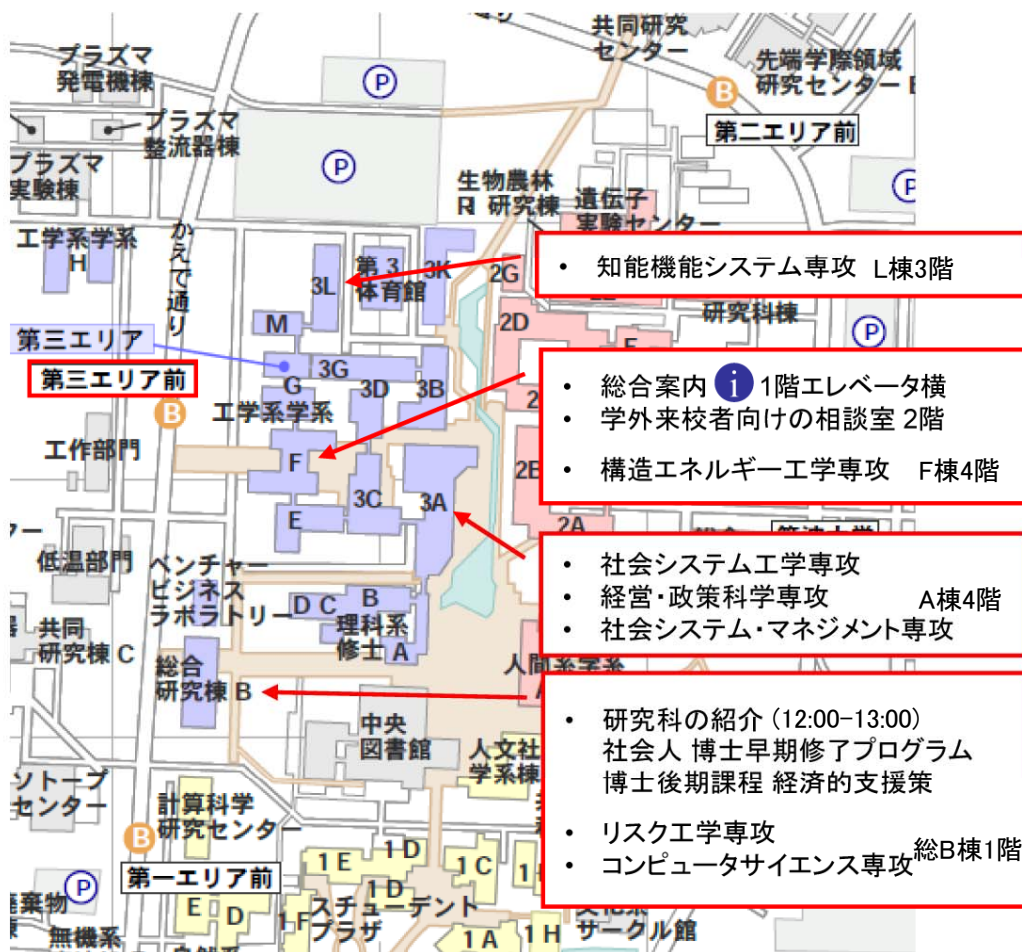 共同研究
センター
プラズマ
発電機棟
P
先端学際領域
研究センター
B
第二エリア前
プラズマ
整流器棟
P
プラズマ
実験棟
生物農林
研究棟
遺伝子
実験センター
P
工学系学系
H
かえで通り
3L
第3
体育館
3K
2G
・ 知能機能システム専攻 L棟3階
2D
研究科棟
P
M
第三エリア
第三エリア前
3G
G
3D
3B
B
工学系学系
・ 総合案内 i 1階エレベータ横
・ 学外来校者向けの相談室 2階
・ 構造エネルギー工学専攻 F棟4階
工作部門
F
3C
3A
2B
E
2A
低温部門
ベンチャー
ビジネス
ラボラトリー
・ 社会システム工学専攻
・ 経営・政策科学専攻 A棟4階
・ 社会システム・マネジメント専攻
D C B
理科系
修士 A
共同
研究棟 C
人間系学系
総合
研究棟 B
・ 研究科の紹介 (12:00-13:00)
社会人 博士早期修了プログラム
博士後期課程 経済的支援策
・ リスク工学専攻
・ コンピュータサイエンス専攻 総B棟1階
中央
図書館
人文社
学系棟
ソトープ
センター
計算科学
研究センター
B
第一エリア前
1E
1D
1C
P
1D
E
D
1F
スチューデント
プラザ
1A
1H
サークル館
無機系